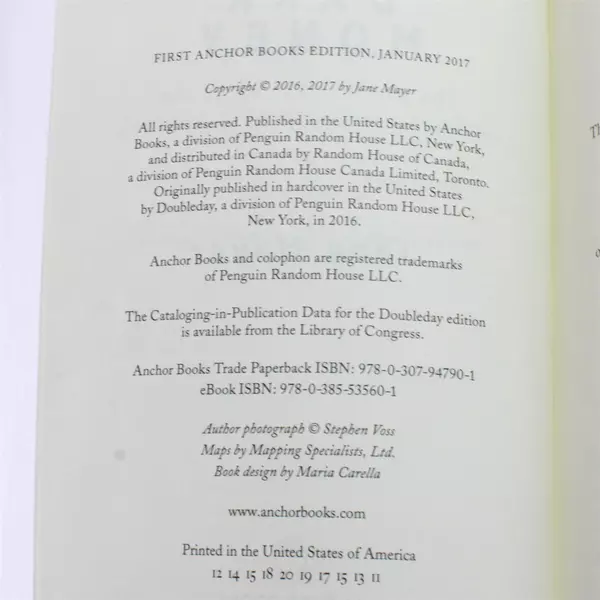 FIRST ANCHOR BOOKS EDITION, JANUARY 2017
Copyright © 2016, 2017 by Jane Mayer
All rights reserved. Published in the United States by Anchor
Books, a division of Penguin Random House LLC, New York,
and distributed in Canada by Random House of Canada,
a division of Penguin Random House Canada Limited, Toronto.
Originally published in hardcover in the United States
by Doubleday, a division of Penguin Random House LLC,
New York, in 2016.
Anchor Books and colophon are registered trademarks
of Penguin Random House LLC.
The Cataloging-in-Publication Data for the Doubleday edition
is available from the Library of Congress.
Anchor Books Trade Paperback ISBN: 978-0-307-94790-1
eBook ISBN: 978-0-385-53560-1
Author photograph © Stephen Voss
Maps by Mapping Specialists, Ltd.
Book design by Maria Carella
www.anchorbooks.com
Printed in the United States of America
12 14 15 18 20 19 17 15 13 11